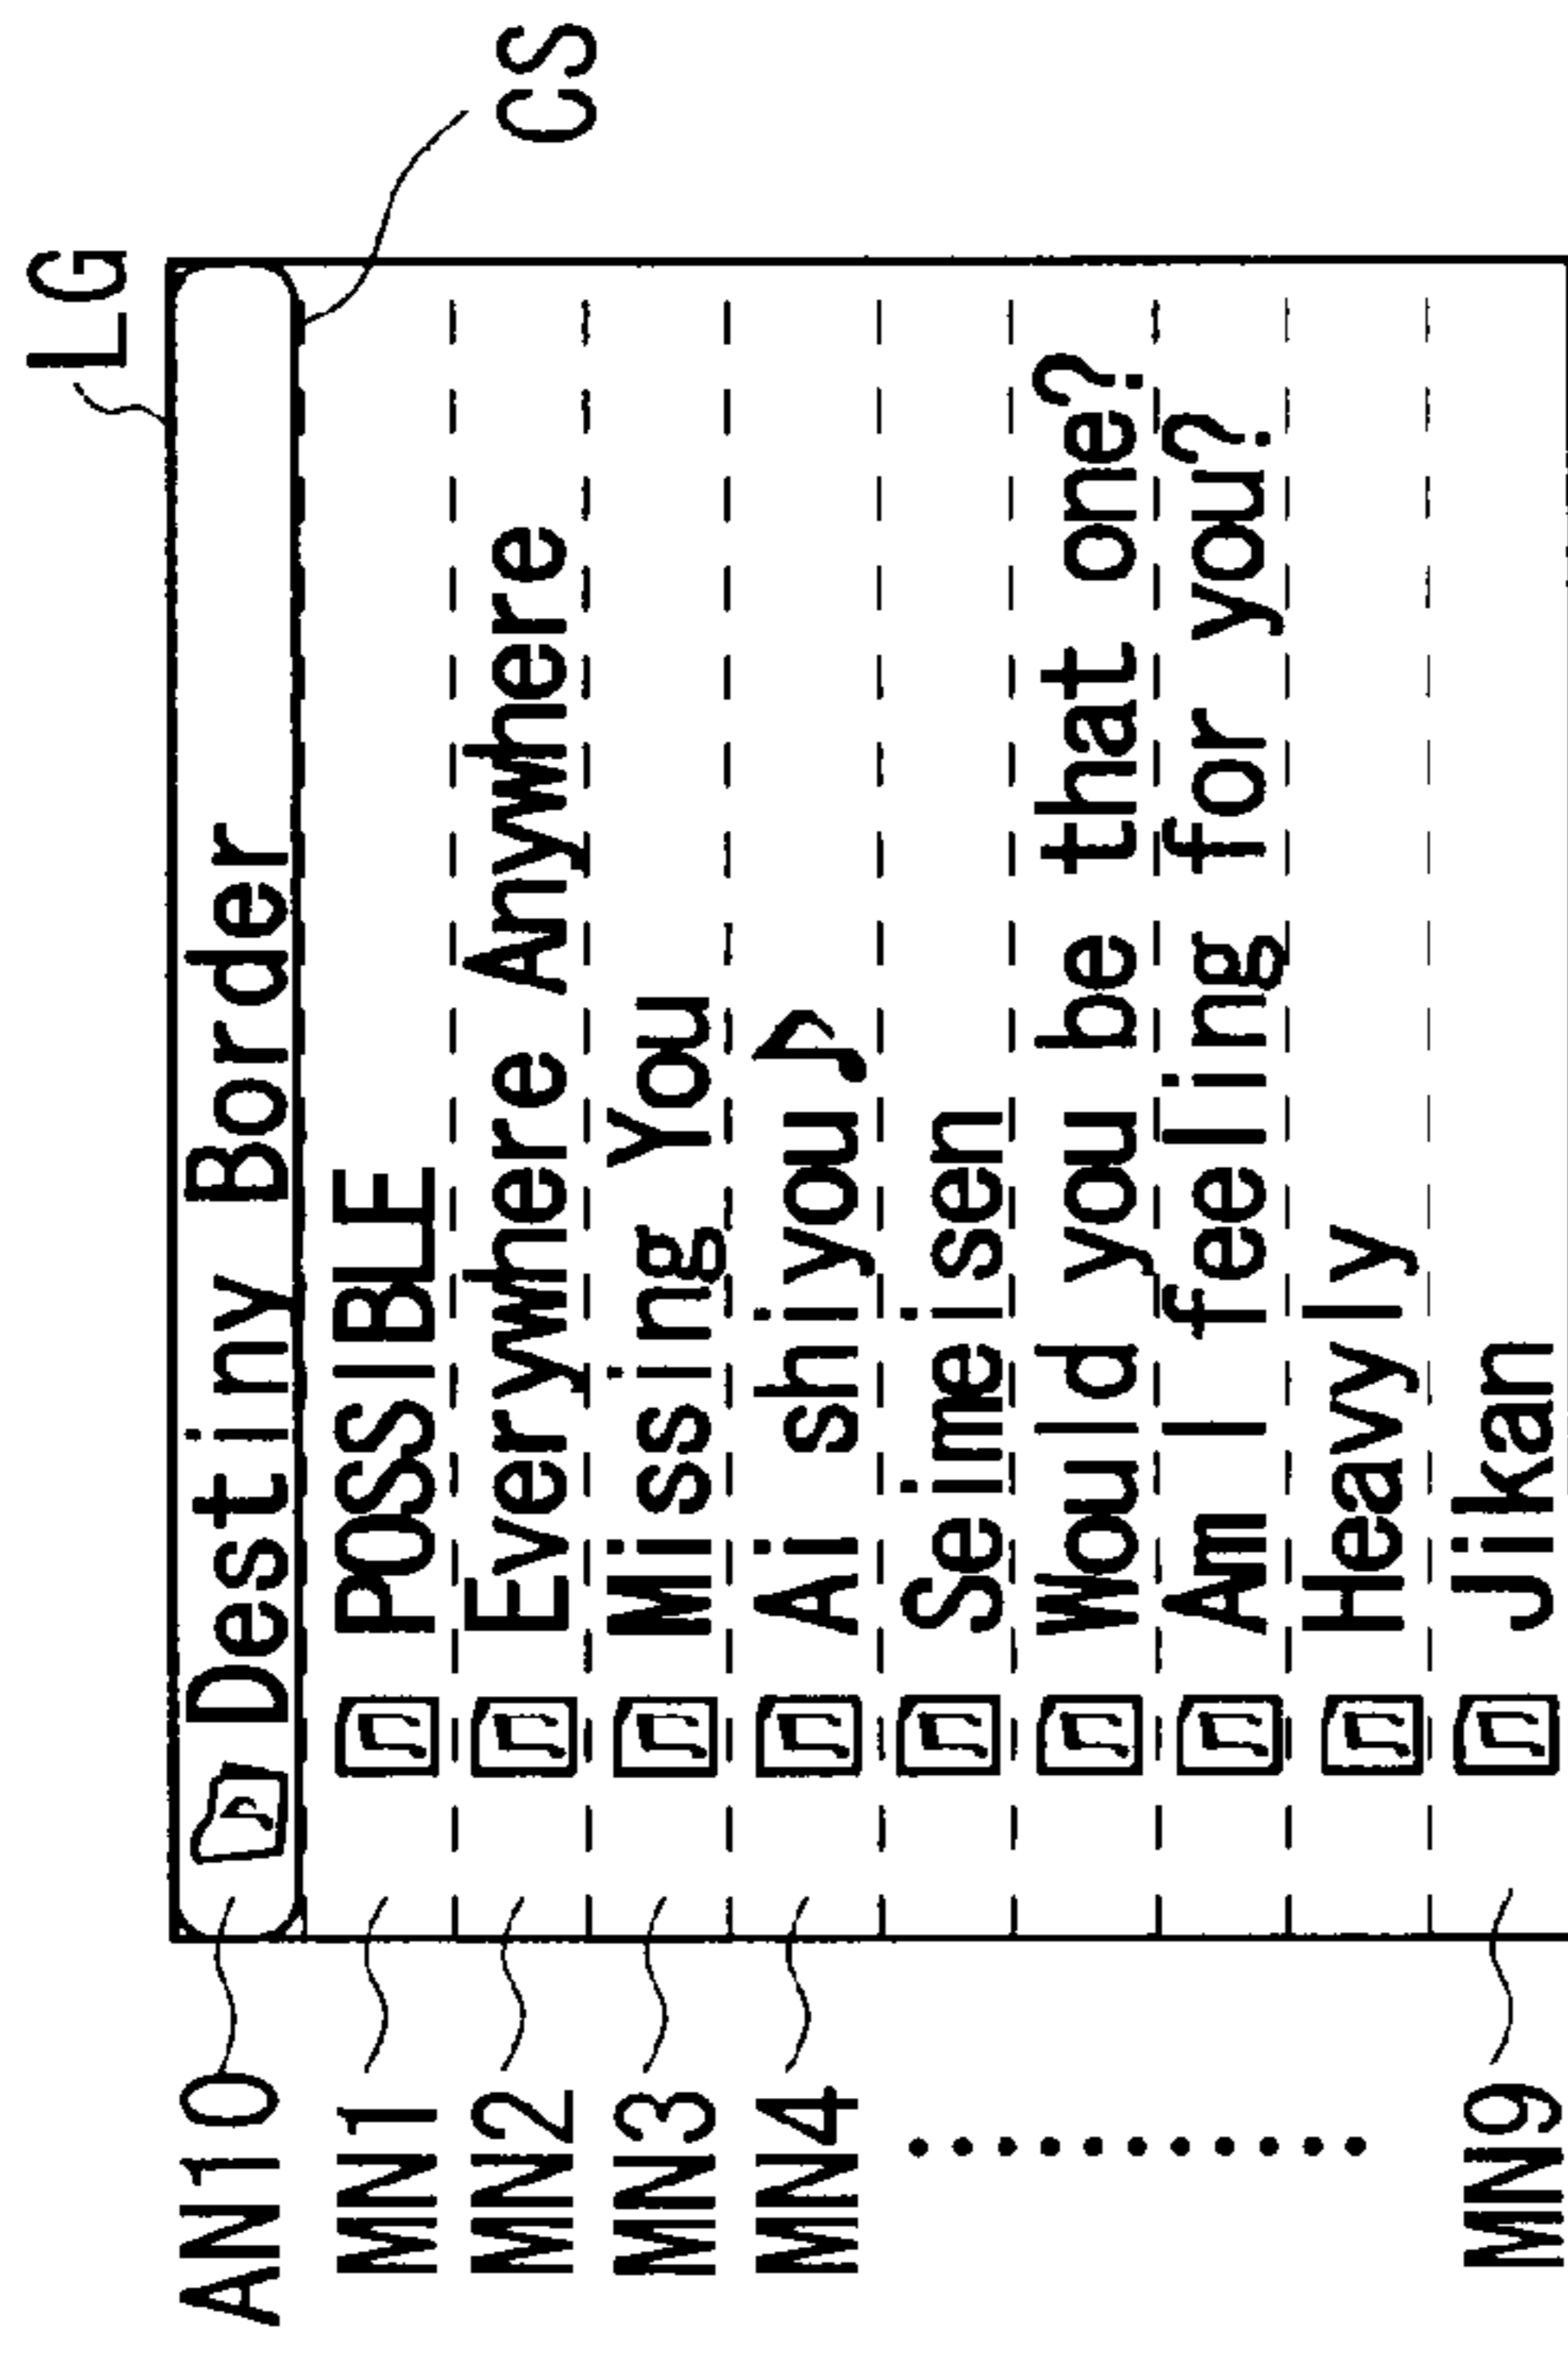 LG
CS
AN10 Destiny Border
MN1 POSSIBLE
MN2 Everywhere Anywhere
MN3 Missing You
MN4 Ai shiyou♪
Seimeisen
Would you be that one?
Am I feeling for you?
Heavyly
MN9 Jikan